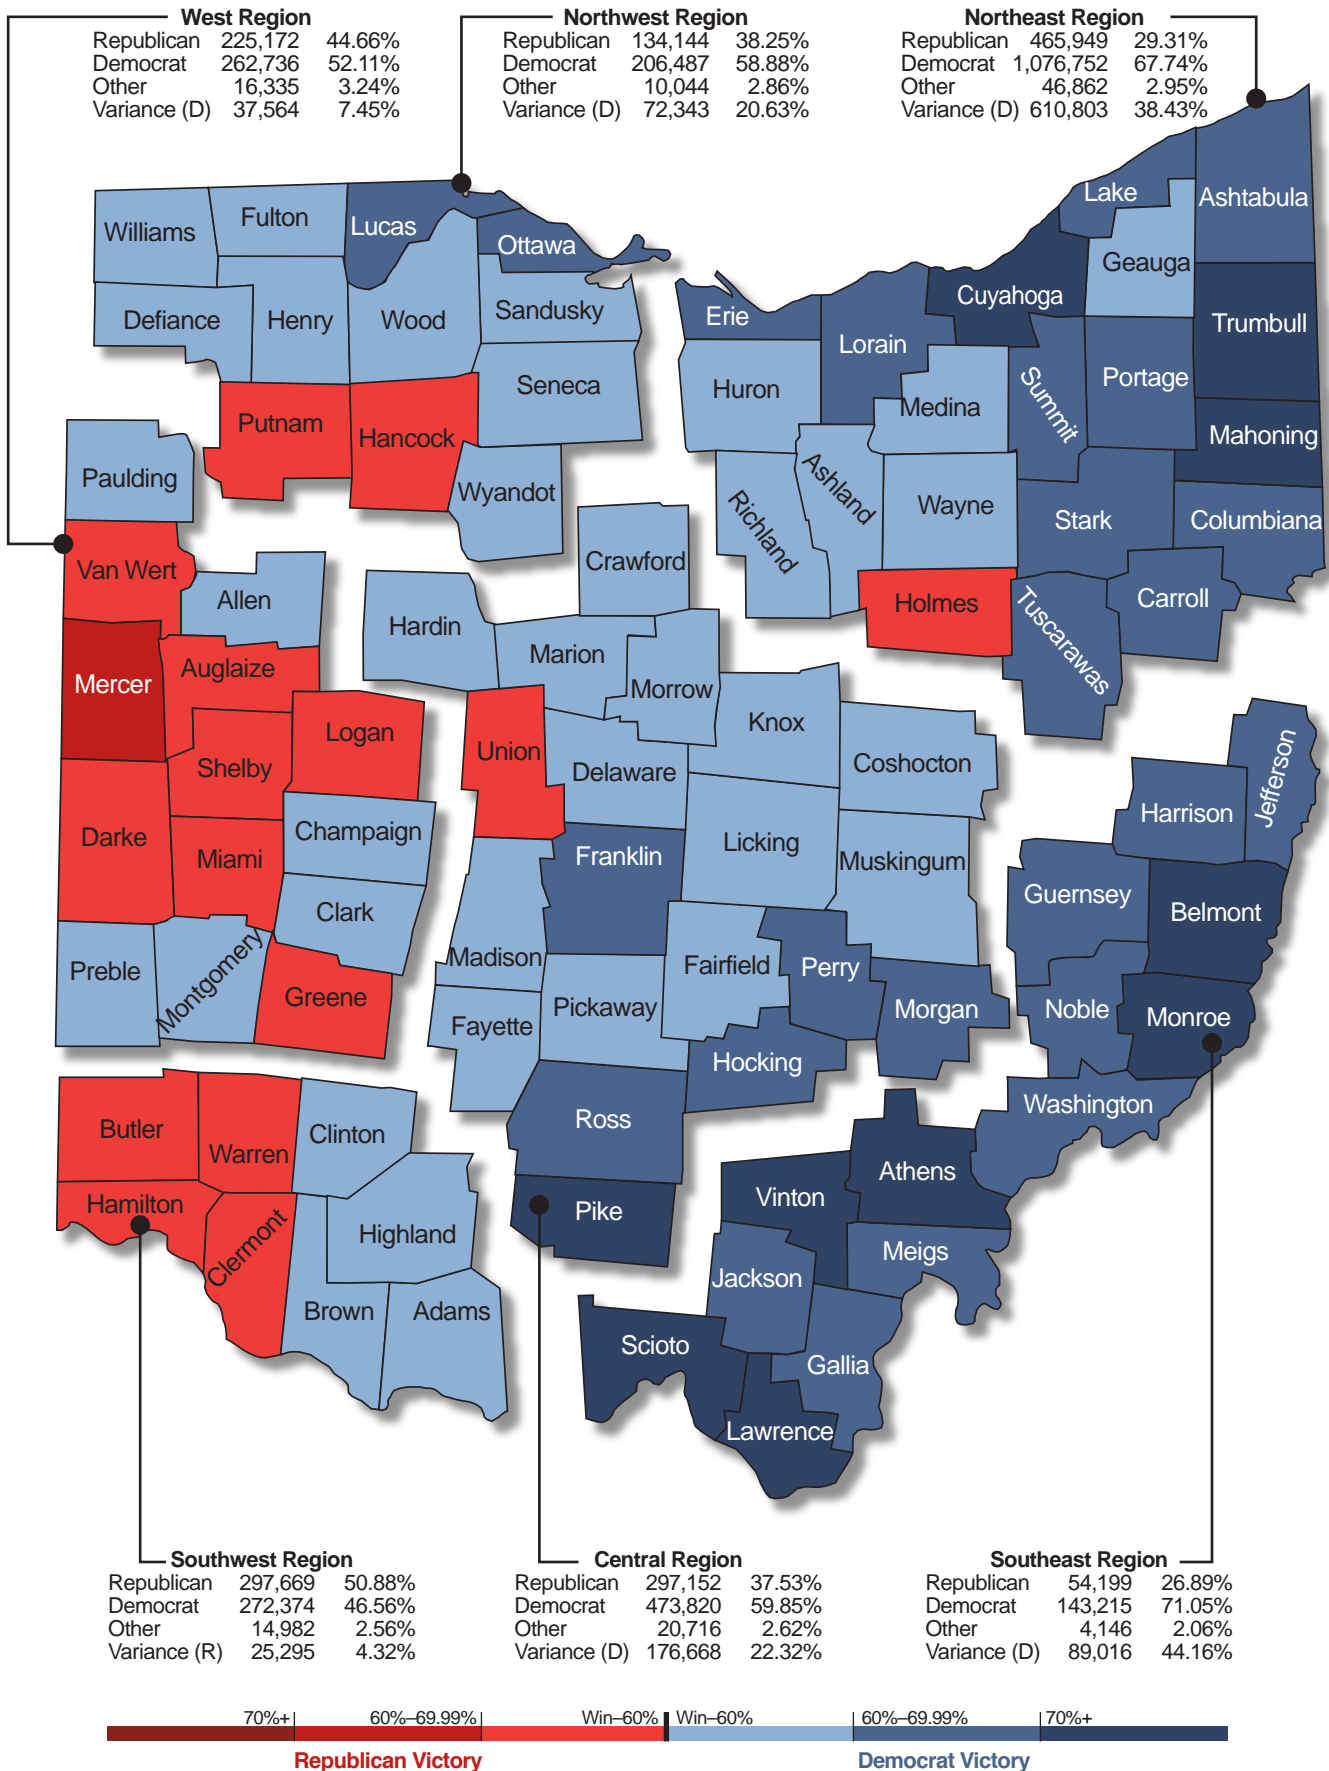 West Region
Republican 225,172 44.66%
Democrat 262,736 52.11%
Other 16,335 3.24%
Variance (D) 37,564 7.45%
Northwest Region
Republican 134,144 38.25%
Democrat 206,487 58.88%
Other 10,044 2.86%
Variance (D) 72,343 20.63%
Northeast Region
Republican 465,949 29.31%
Democrat 1,076,752 67.74%
Other 46,862 2.95%
Variance (D) 610,803 38.43%
Williams
Fulton
Lucas
Ottawa
Defiance
Henry
Wood
Sandusky
Seneca
Putnam
Hancock
Wyandot
Lake
Ashtabula
Geauga
Cuyahoga
Erie
Lorain
Trumbull
Huron
Medina
Summit
Portage
Mahoning
Richland
Ashland
Wayne
Stark
Columbiana
Holmes
Tuscarawas
Carroll
Paulding
Van Wert
Allen
Mercer
Auglaize
Logan
Shelby
Darke
Miami
Champaign
Clark
Preble
Montgomery
Greene
Crawford
Hardin
Marion
Morrow
Union
Delaware
Knox
Coshocton
Franklin
Licking
Muskingum
Madison
Fairfield
Perry
Morgan
Fayette
Pickaway
Hocking
Ross
Pike
Jefferson
Harrison
Guernsey
Belmont
Noble
Monroe
Washington
Athens
Vinton
Meigs
Jackson
Gallia
Scioto
Lawrence
Butler
Warren
Clinton
Hamilton
Clermont
Highland
Brown
Adams
Southwest Region
Republican 297,669 50.88%
Democrat 272,374 46.56%
Other 14,982 2.56%
Variance (R) 25,295 4.32%
Central Region
Republican 297,152 37.53%
Democrat 473,820 59.85%
Other 20,716 2.62%
Variance (D) 176,668 22.32%
Southeast Region
Republican 54,199 26.89%
Democrat 143,215 71.05%
Other 4,146 2.06%
Variance (D) 89,016 44.16%
70%+ 60%–69.99% Win–60% Win–60% 60%–69.99% 70%+
Republican Victory Democrat Victory